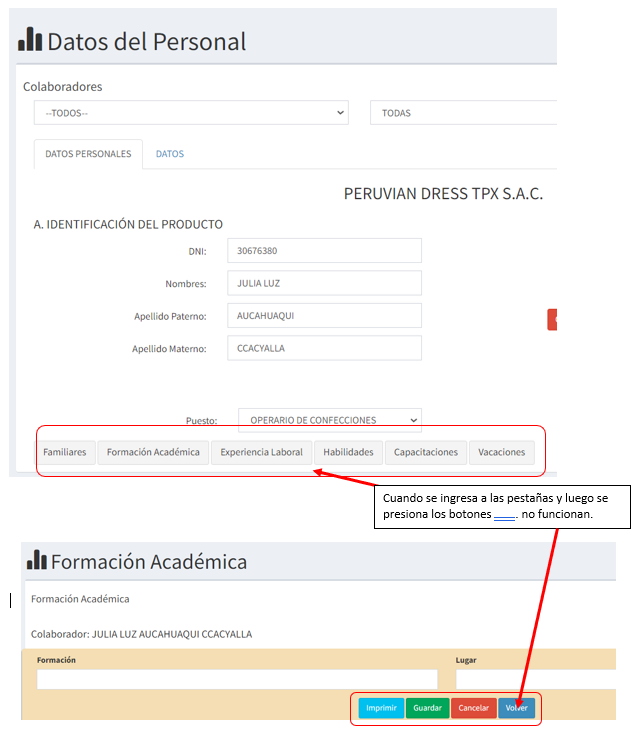 Datos del Personal
Colaboradores
--TODOS--
TODAS
DATOS PERSONALES
DATOS
PERUVIAN DRESS TPX S.A.C.
A. IDENTIFICACIÓN DEL PRODUCTO
DNI:
30676380
Nombres:
JULIA LUZ
Apellido Paterno:
AUCAHUAQUI
Apellido Materno:
CCACYALLA
Puesto:
OPERARIO DE CONFECCIONES
Familiares
Formación Académica
Experiencia Laboral
Habilidades
Capacitaciones
Vacaciones
Cuando se ingresa a las pestañas y luego se
presiona los botones ____. no funcionan.
Formación Académica
Formación Académica
Colaborador: JULIA LUZ AUCAHUAQUI CCACYALLA
Formación
Lugar
Imprimir
Guardar
Cancelar
Volver